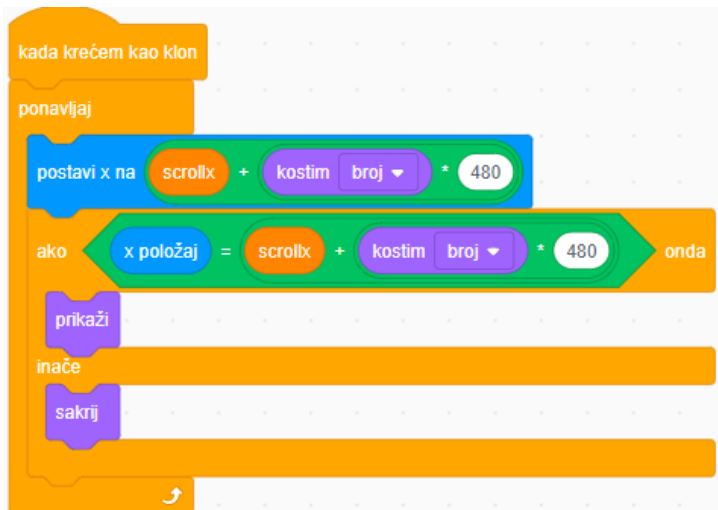 kada krećem kao klon
ponavljaj
postavi x na scrollx + kostim broj * 480
ako x položaj = scrollx + kostim broj * 480 onda
prikaži
inače
sakrij